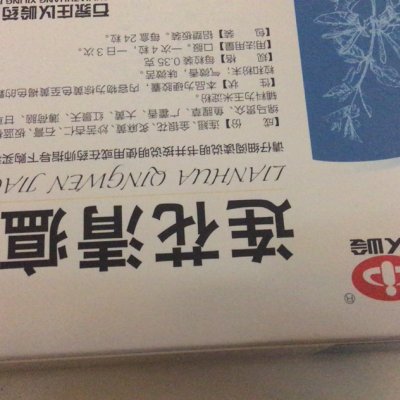 ®
以岭
连花清瘟
LIANHUA QINGWEN JIAO
请仔细阅读说明书并按说明使用或在药师指导下购买
[成 份] 连翘、金银花、炙麻黄、炒苦杏仁、石膏、板蓝根
绵马贯众、鱼腥草、广藿香、大黄、红景天、薄荷脑、甘
辅料为玉米淀粉。
[性 状] 本品为硬胶囊，内容物为棕黄色至黄褐色的
粒和粉末；气微香，味微苦。
[规 格] 每粒装 0.35 克
[用法用量] 口服。一次 4 粒，一日 3 次。
[包 装] 铝塑板装。每盒 24 粒。
石家庄以岭药